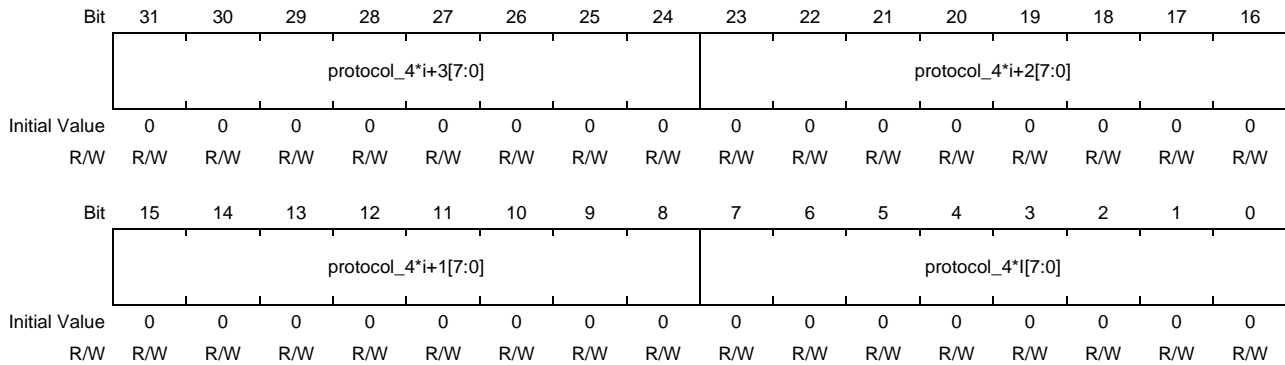 Bit 31 30 29 28 27 26 25 24 23 22 21 20 19 18 17 16
protocol_4*i+3[7:0] protocol_4*i+2[7:0]
Initial Value 0 0 0 0 0 0 0 0 0 0 0 0 0 0 0 0
R/W R/W R/W R/W R/W R/W R/W R/W R/W R/W R/W R/W R/W R/W R/W R/W R/W
Bit 15 14 13 12 11 10 9 8 7 6 5 4 3 2 1 0
protocol_4*i+1[7:0] protocol_4*I[7:0]
Initial Value 0 0 0 0 0 0 0 0 0 0 0 0 0 0 0 0
R/W R/W R/W R/W R/W R/W R/W R/W R/W R/W R/W R/W R/W R/W R/W R/W R/W